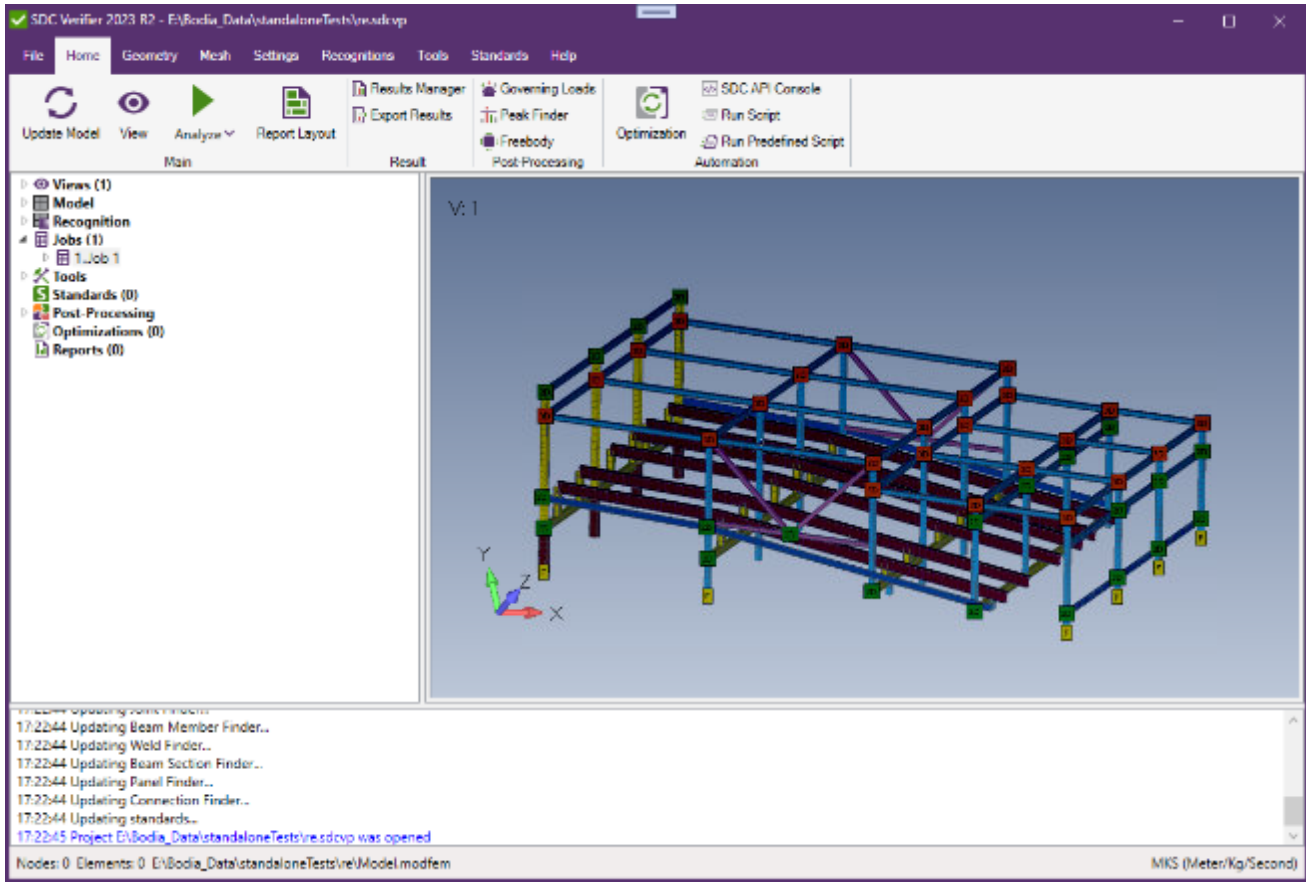 SDC Verifier 2023 R2 - E:\Bodia_Data\standaloneTests\re.sdcvp
File Home Geometry Mesh Settings Recognitions Tools Standards Help
Update Model View Analyze Report Layout
Main
Results Manager
Export Results
Result
Governing Loads
Peak Finder
Freebody
Post-Processing
Optimization
SDC API Console
Run Script
Run Predefined Script
Automation
Views (1)
Model
Recognition
Jobs (1)
1..Job 1
Tools
Standards (0)
Post-Processing
Optimizations (0)
Reports (0)
V: 1
Y
Z
X
17:22:44 Updating Joint Finder...
17:22:44 Updating Beam Member Finder...
17:22:44 Updating Weld Finder...
17:22:44 Updating Beam Section Finder...
17:22:44 Updating Panel Finder...
17:22:44 Updating Connection Finder...
17:22:44 Updating standards...
17:22:45 Project E:\Bodia_Data\standaloneTests\re.sdcvp was opened
Nodes: 0 Elements: 0 E:\Bodia_Data\standaloneTests\re\Model.modfem
MKS (Meter/Kg/Second)